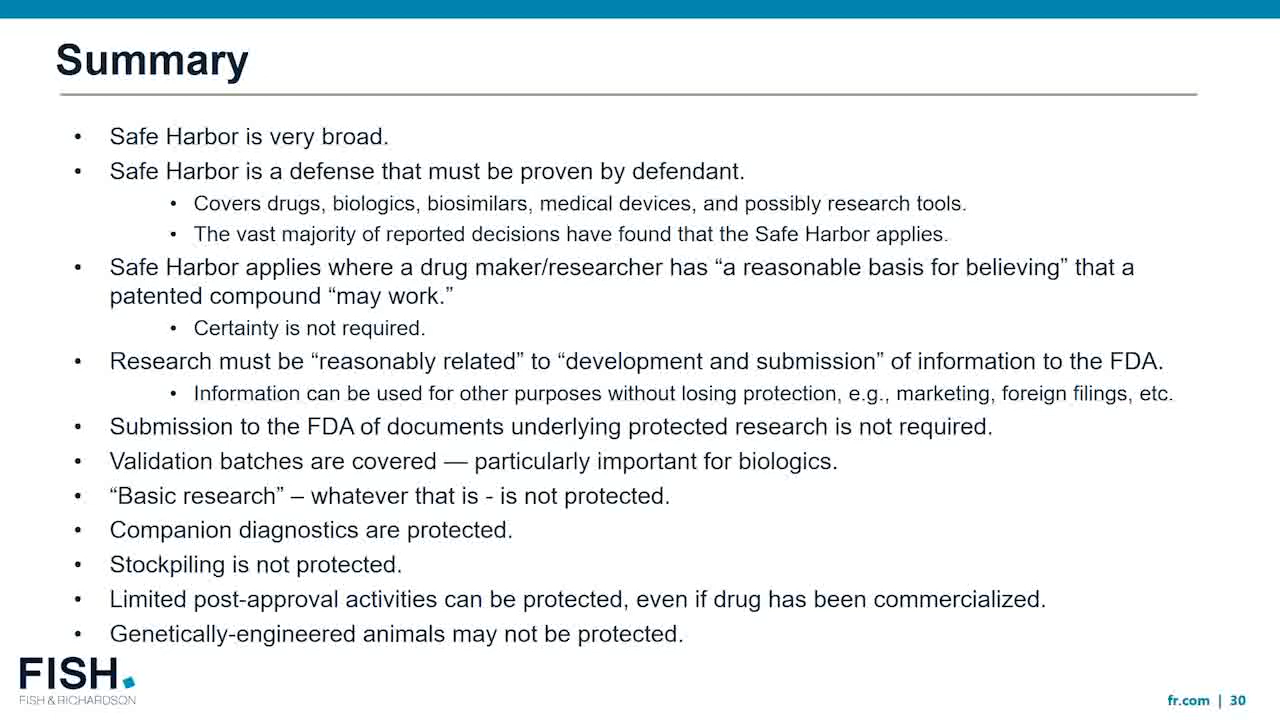 Summary
• Safe Harbor is very broad.
• Safe Harbor is a defense that must be proven by defendant.
• Covers drugs, biologics, biosimilars, medical devices, and possibly research tools.
• The vast majority of reported decisions have found that the Safe Harbor applies.
• Safe Harbor applies where a drug maker/researcher has “a reasonable basis for believing” that a
patented compound “may work.”
• Certainty is not required.
• Research must be “reasonably related” to “development and submission” of information to the FDA.
• Information can be used for other purposes without losing protection, e.g., marketing, foreign filings, etc.
• Submission to the FDA of documents underlying protected research is not required.
• Validation batches are covered — particularly important for biologics.
• “Basic research” – whatever that is - is not protected.
• Companion diagnostics are protected.
• Stockpiling is not protected.
• Limited post-approval activities can be protected, even if drug has been commercialized.
• Genetically-engineered animals may not be protected.
FISH.
FISH & RICHARDSON
fr.com | 30